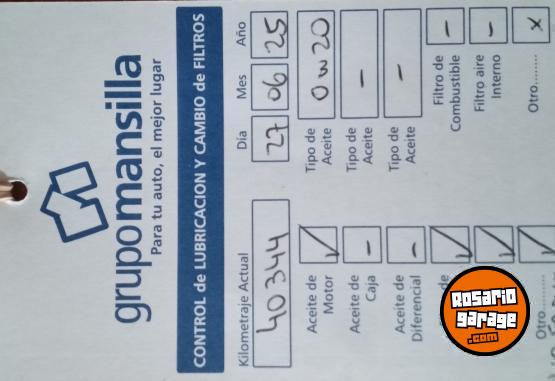 grupomansilla
Para tu auto, el mejor lugar
CONTROL de LUBRICACION Y CAMBIO de FILTROS
Kilometraje Actual
Día Mes Año
40344
27 06 25
Aceite de Motor ✓
Tipo de Aceite 0W20
Aceite de Caja –
Tipo de Aceite –
Aceite de Diferencial –
Tipo de Aceite –
de ✓
Filtro de Combustible –
✓
Filtro aire Interno –
Otro ✓
Otro......... x
Rosario
garage
.com